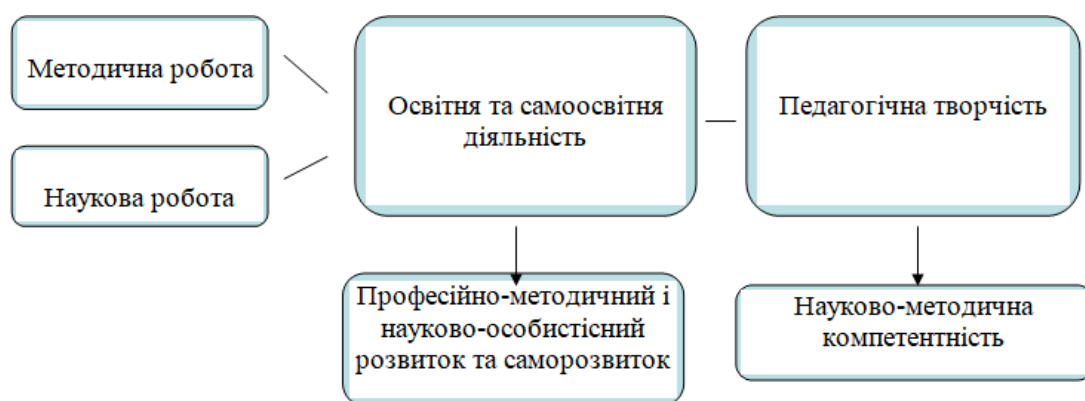 Методична робота
Наукова робота
Освітня та самоосвітня
діяльність
Педагогічна творчість
Професійно-методичний і
науково-особистісний
розвиток та саморозвиток
Науково-методична
компетентність